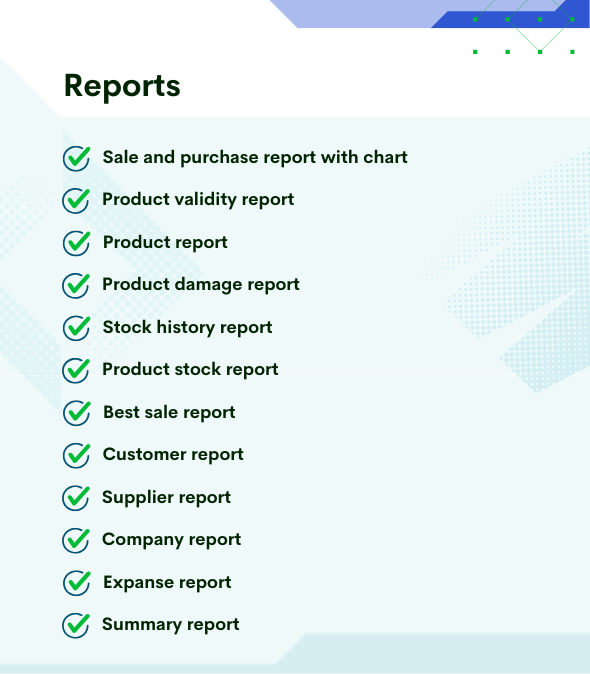 Reports
Sale and purchase report with chart
Product validity report
Product report
Product damage report
Stock history report
Product stock report
Best sale report
Customer report
Supplier report
Company report
Expanse report
Summary report